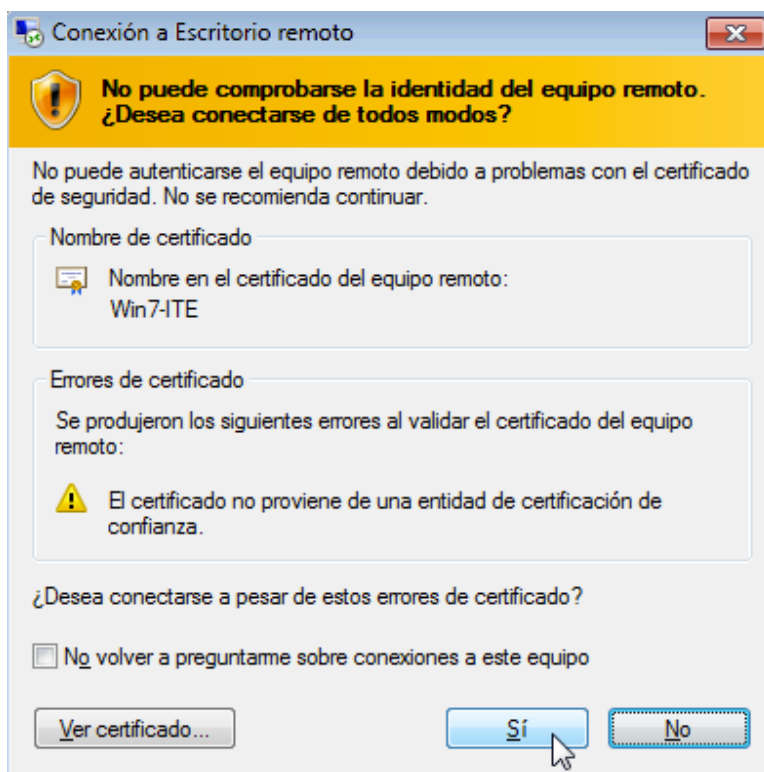 Conexión a Escritorio remoto
No puede comprobarse la identidad del equipo remoto.
¿Desea conectarse de todos modos?
No puede autenticarse el equipo remoto debido a problemas con el certificado
de seguridad. No se recomienda continuar.
Nombre de certificado
Nombre en el certificado del equipo remoto:
Win7-ITE
Errores de certificado
Se produjeron los siguientes errores al validar el certificado del equipo
remoto:
El certificado no proviene de una entidad de certificación de
confianza.
¿Desea conectarse a pesar de estos errores de certificado?
No volver a preguntarme sobre conexiones a este equipo
Ver certificado... Sí No